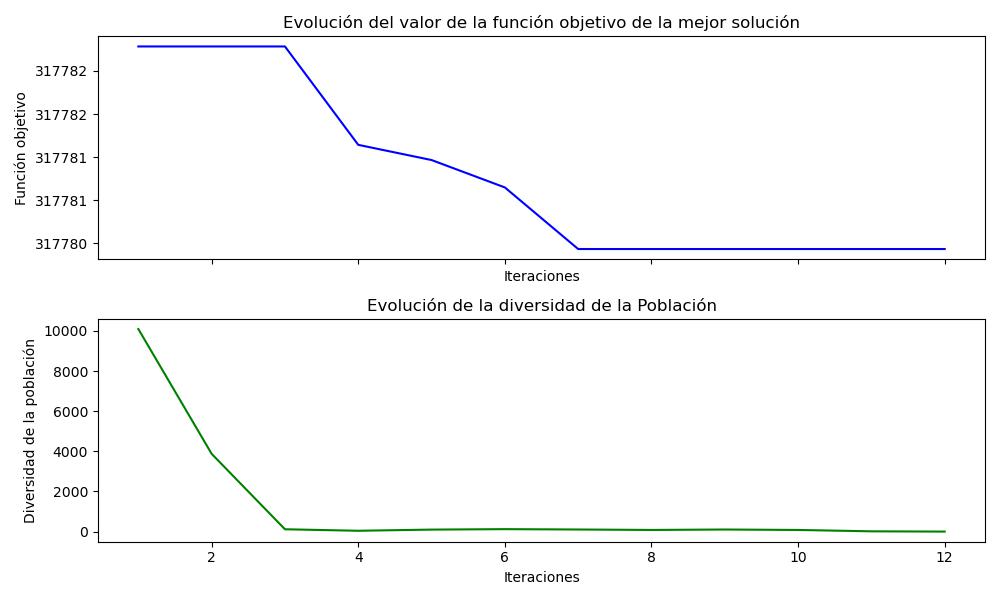 Evolución del valor de la función objetivo de la mejor solución
317782
317782
317781
317781
317780
Función objetivo
Iteraciones
Evolución de la diversidad de la Población
10000
8000
6000
4000
2000
0
Diversidad de la población
2 4 6 8 10 12
Iteraciones